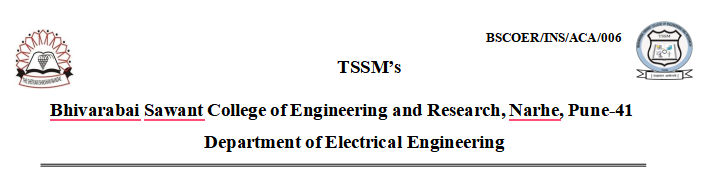 BSCOER/INS/ACA/006
TSSM
TSSM’s
Bhivarabai Sawant College of Engineering and Research, Narhe, Pune-41
Department of Electrical Engineering